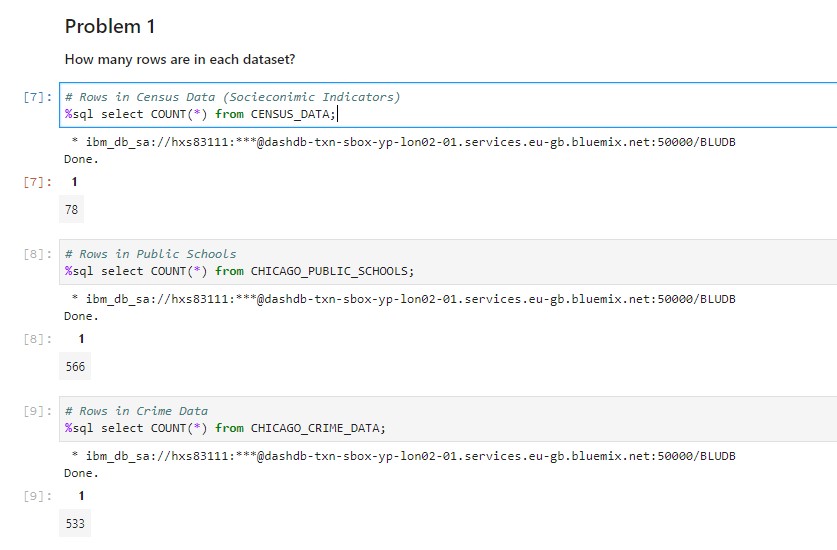 Problem 1
How many rows are in each dataset?
[7]: # Rows in Census Data (Socieconimic Indicators)
%sql select COUNT(*) from CENSUS_DATA;
* ibm_db_sa://hxs83111:***@dashdb-txn-sbox-yp-lon02-01.services.eu-gb.bluemix.net:50000/BLUDB
Done.
[7]: 1
78
[8]: # Rows in Public Schools
%sql select COUNT(*) from CHICAGO_PUBLIC_SCHOOLS;
* ibm_db_sa://hxs83111:***@dashdb-txn-sbox-yp-lon02-01.services.eu-gb.bluemix.net:50000/BLUDB
Done.
[8]: 1
566
[9]: # Rows in Crime Data
%sql select COUNT(*) from CHICAGO_CRIME_DATA;
* ibm_db_sa://hxs83111:***@dashdb-txn-sbox-yp-lon02-01.services.eu-gb.bluemix.net:50000/BLUDB
Done.
[9]: 1
533